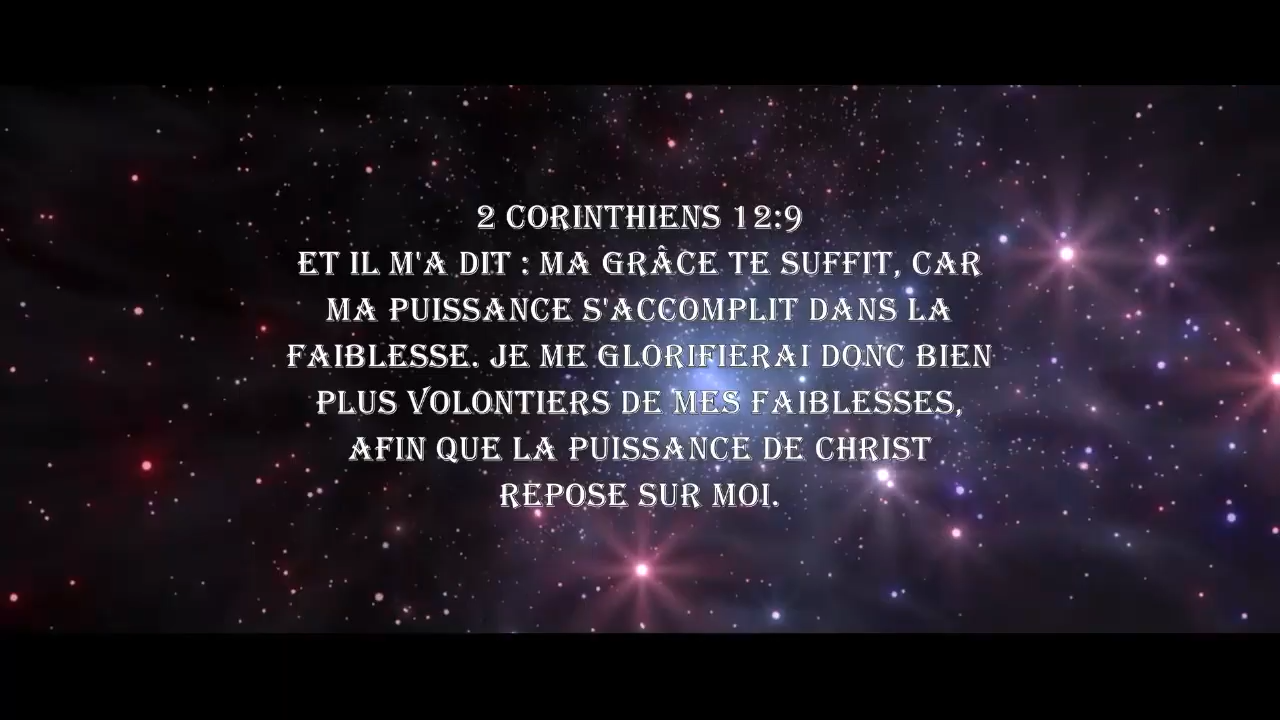 2 CORINTHIENS 12:9
ET IL M'A DIT : MA GRÂCE TE SUFFIT, CAR
MA PUISSANCE S'ACCOMPLIT DANS LA
FAIBLESSE. JE ME GLORIFIERAI DONC BIEN
PLUS VOLONTIERS DE MES FAIBLESSES,
AFIN QUE LA PUISSANCE DE CHRIST
REPOSE SUR MOI.